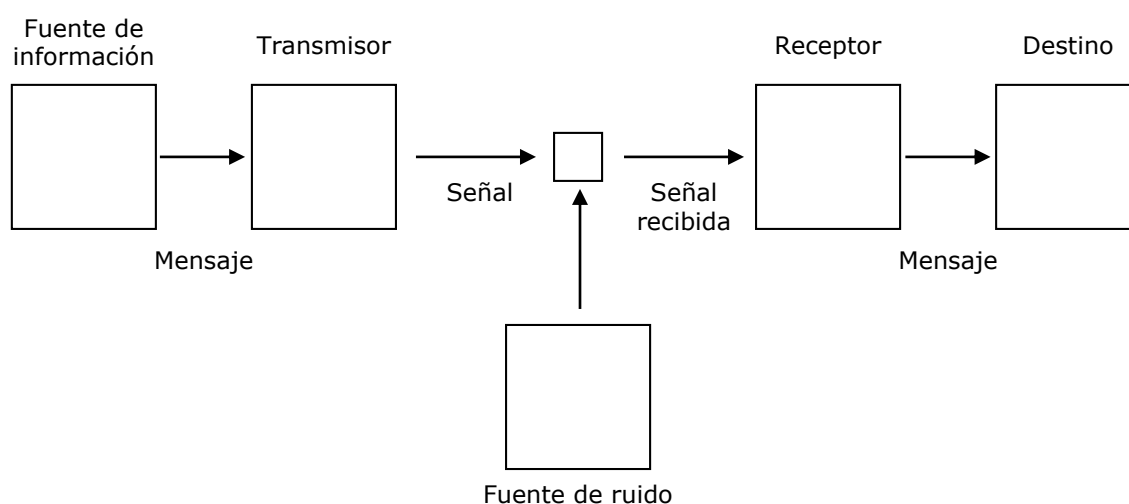 Fuente de
información
Transmisor
Receptor
Destino
Señal
Señal
recibida
Mensaje
Mensaje
Fuente de ruido